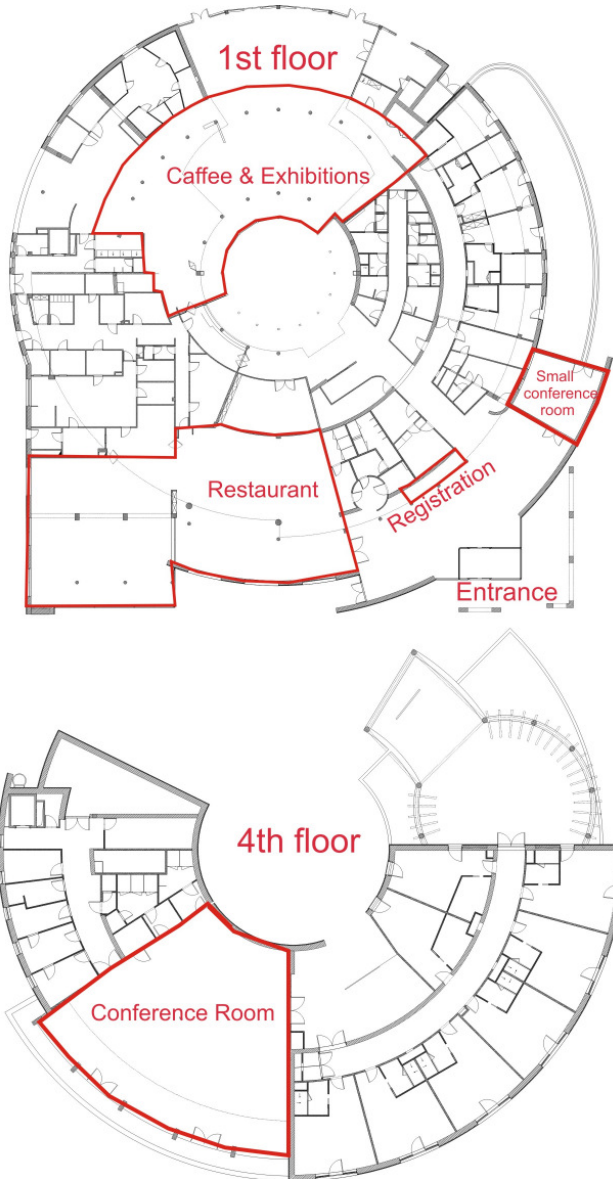 1st floor
Caffee & Exhibitions
Small
conference
room
Restaurant
Registration
Entrance
4th floor
Conference Room